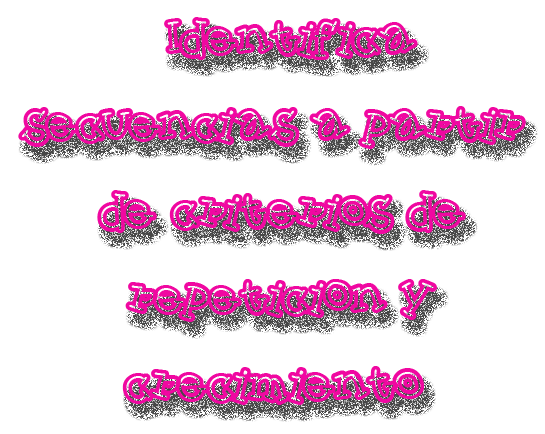 Identifica
secuencias a partir
de criterios de
repetición y
crecimiento